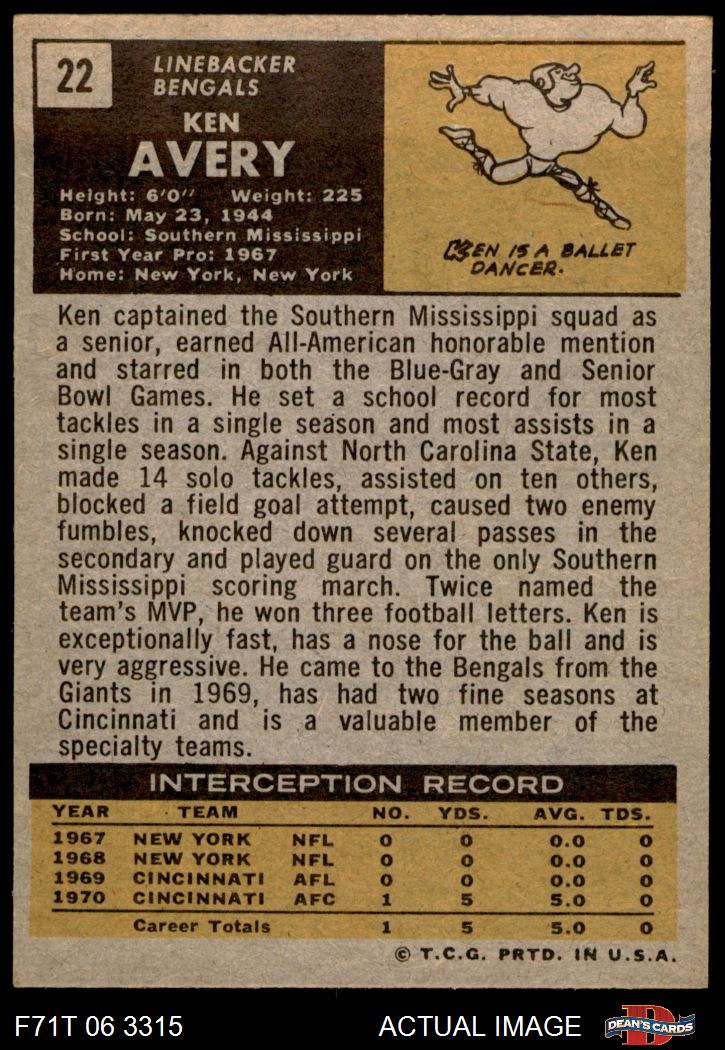 22
LINEBACKER
BENGALS
KEN
AVERY
Height: 6'0" Weight: 225
Born: May 23, 1944
School: Southern Mississippi
First Year Pro: 1967
Home: New York, New York
KEN IS A BALLET
DANCER.
Ken captained the Southern Mississippi squad as
a senior, earned All-American honorable mention
and starred in both the Blue-Gray and Senior
Bowl Games. He set a school record for most
tackles in a single season and most assists in a
single season. Against North Carolina State, Ken
made 14 solo tackles, assisted on ten others,
blocked a field goal attempt, caused two enemy
fumbles, knocked down several passes in the
secondary and played guard on the only Southern
Mississippi scoring march. Twice named the
team's MVP, he won three football letters. Ken is
exceptionally fast, has a nose for the ball and is
very aggressive. He came to the Bengals from the
Giants in 1969, has had two fine seasons at
Cincinnati and is a valuable member of the
specialty teams.
INTERCEPTION RECORD
YEAR TEAM NO. YDS. AVG. TDS.
1967 NEW YORK NFL 0 0 0.0 0
1968 NEW YORK NFL 0 0 0.0 0
1969 CINCINNATI AFL 0 0 0.0 0
1970 CINCINNATI AFC 1 5 5.0 0
Career Totals 1 5 5.0 0
© T.C.G. PRTD. IN U.S.A.
F71T 06 3315 ACTUAL IMAGE
D
DEAN'S CARDS